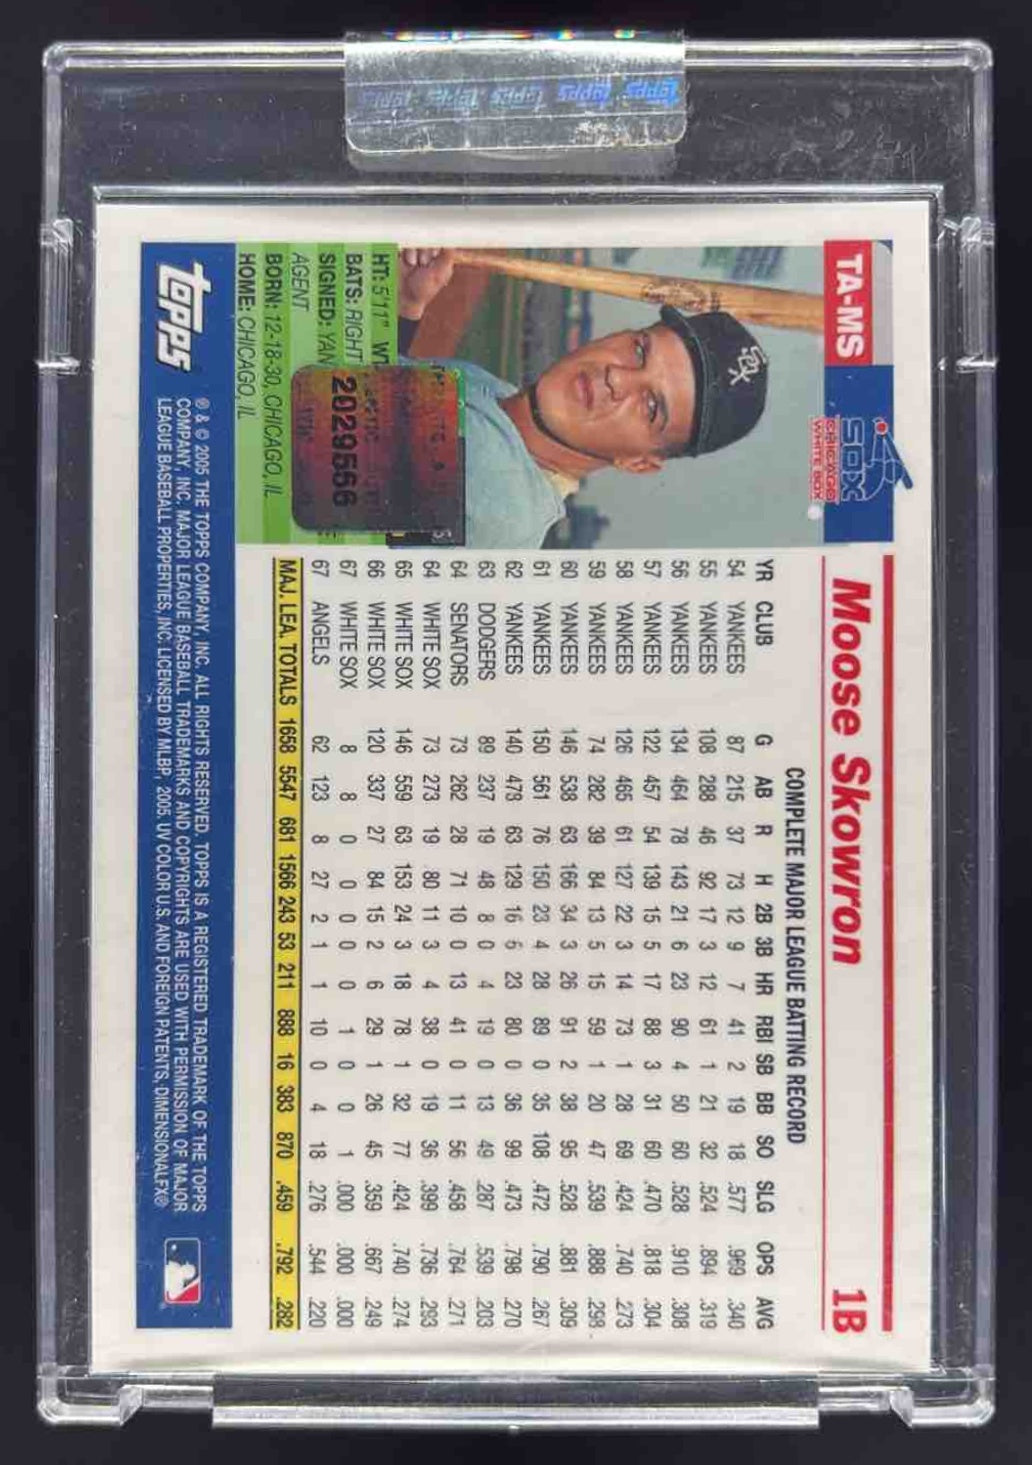 topps topps topps topps topps topps
TA-MS
SOX
CHICAGO
WHITE SOX
SOX
Moose Skowron
1B
HT: 5'11"
BATS: RIGHT
SIGNED: YAN
AGENT
BORN: 12-18-30, CHICAGO, IL
HOME: CHICAGO, IL
2029566
COMPLETE MAJOR LEAGUE BATTING RECORD
YR CLUB G AB R H 2B 3B HR RBI SB BB SO SLG OPS AVG
54 YANKEES 87 215 37 73 12 9 7 41 2 19 18 .577 .969 .340
55 YANKEES 108 288 46 92 17 3 12 61 1 21 32 .524 .894 .319
56 YANKEES 134 464 78 143 21 6 23 90 4 50 60 .528 .910 .308
57 YANKEES 122 457 54 139 15 5 17 88 3 31 60 .470 .818 .304
58 YANKEES 126 465 61 127 22 3 14 73 1 28 69 .424 .740 .273
59 YANKEES 74 282 39 84 13 5 15 59 1 20 47 .539 .888 .298
60 YANKEES 146 538 63 166 34 3 26 91 2 38 95 .528 .881 .309
61 YANKEES 150 561 76 150 23 4 28 89 0 35 108 .472 .790 .267
62 YANKEES 140 478 63 129 16 6 23 80 0 36 99 .473 .798 .270
63 DODGERS 89 237 19 48 8 0 4 19 0 13 49 .287 .539 .203
64 SENATORS 73 262 28 71 10 0 13 41 0 11 56 .458 .764 .271
64 WHITE SOX 73 273 19 80 11 3 4 38 0 19 36 .399 .736 .293
65 WHITE SOX 146 559 63 153 24 3 18 78 1 32 77 .424 .740 .274
66 WHITE SOX 120 337 27 84 15 2 6 29 1 26 45 .359 .667 .249
67 WHITE SOX 8 8 0 0 0 0 0 1 0 0 1 .000 .000 .000
67 ANGELS 62 123 8 27 2 1 1 10 0 4 18 .276 .544 .220
MAJ. LEA. TOTALS 1658 5547 681 1566 243 53 211 888 16 383 870 .459 .792 .282
topps
® & © 2005 THE TOPPS COMPANY, INC. ALL RIGHTS RESERVED. TOPPS IS A REGISTERED TRADEMARK OF THE TOPPS
COMPANY, INC. MAJOR LEAGUE BASEBALL TRADEMARKS AND COPYRIGHTS ARE USED WITH PERMISSION OF MAJOR
LEAGUE BASEBALL PROPERTIES, INC. LICENSED BY MLBP, 2005. UV COLOR U.S. AND FOREIGN PATENTS, DIMENSIONALFX®